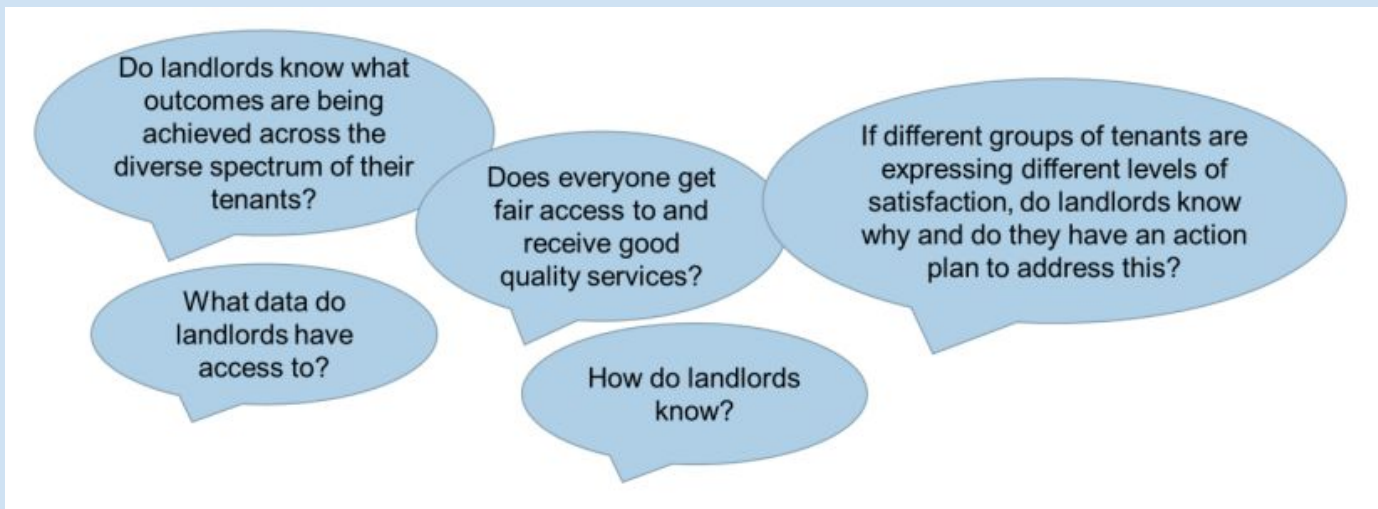 Do landlords know what
outcomes are being
achieved across the
diverse spectrum of their
tenants?
Does everyone get
fair access to and
receive good
quality services?
If different groups of tenants are
expressing different levels of
satisfaction, do landlords know
why and do they have an action
plan to address this?
What data do
landlords have
access to?
How do landlords
know?